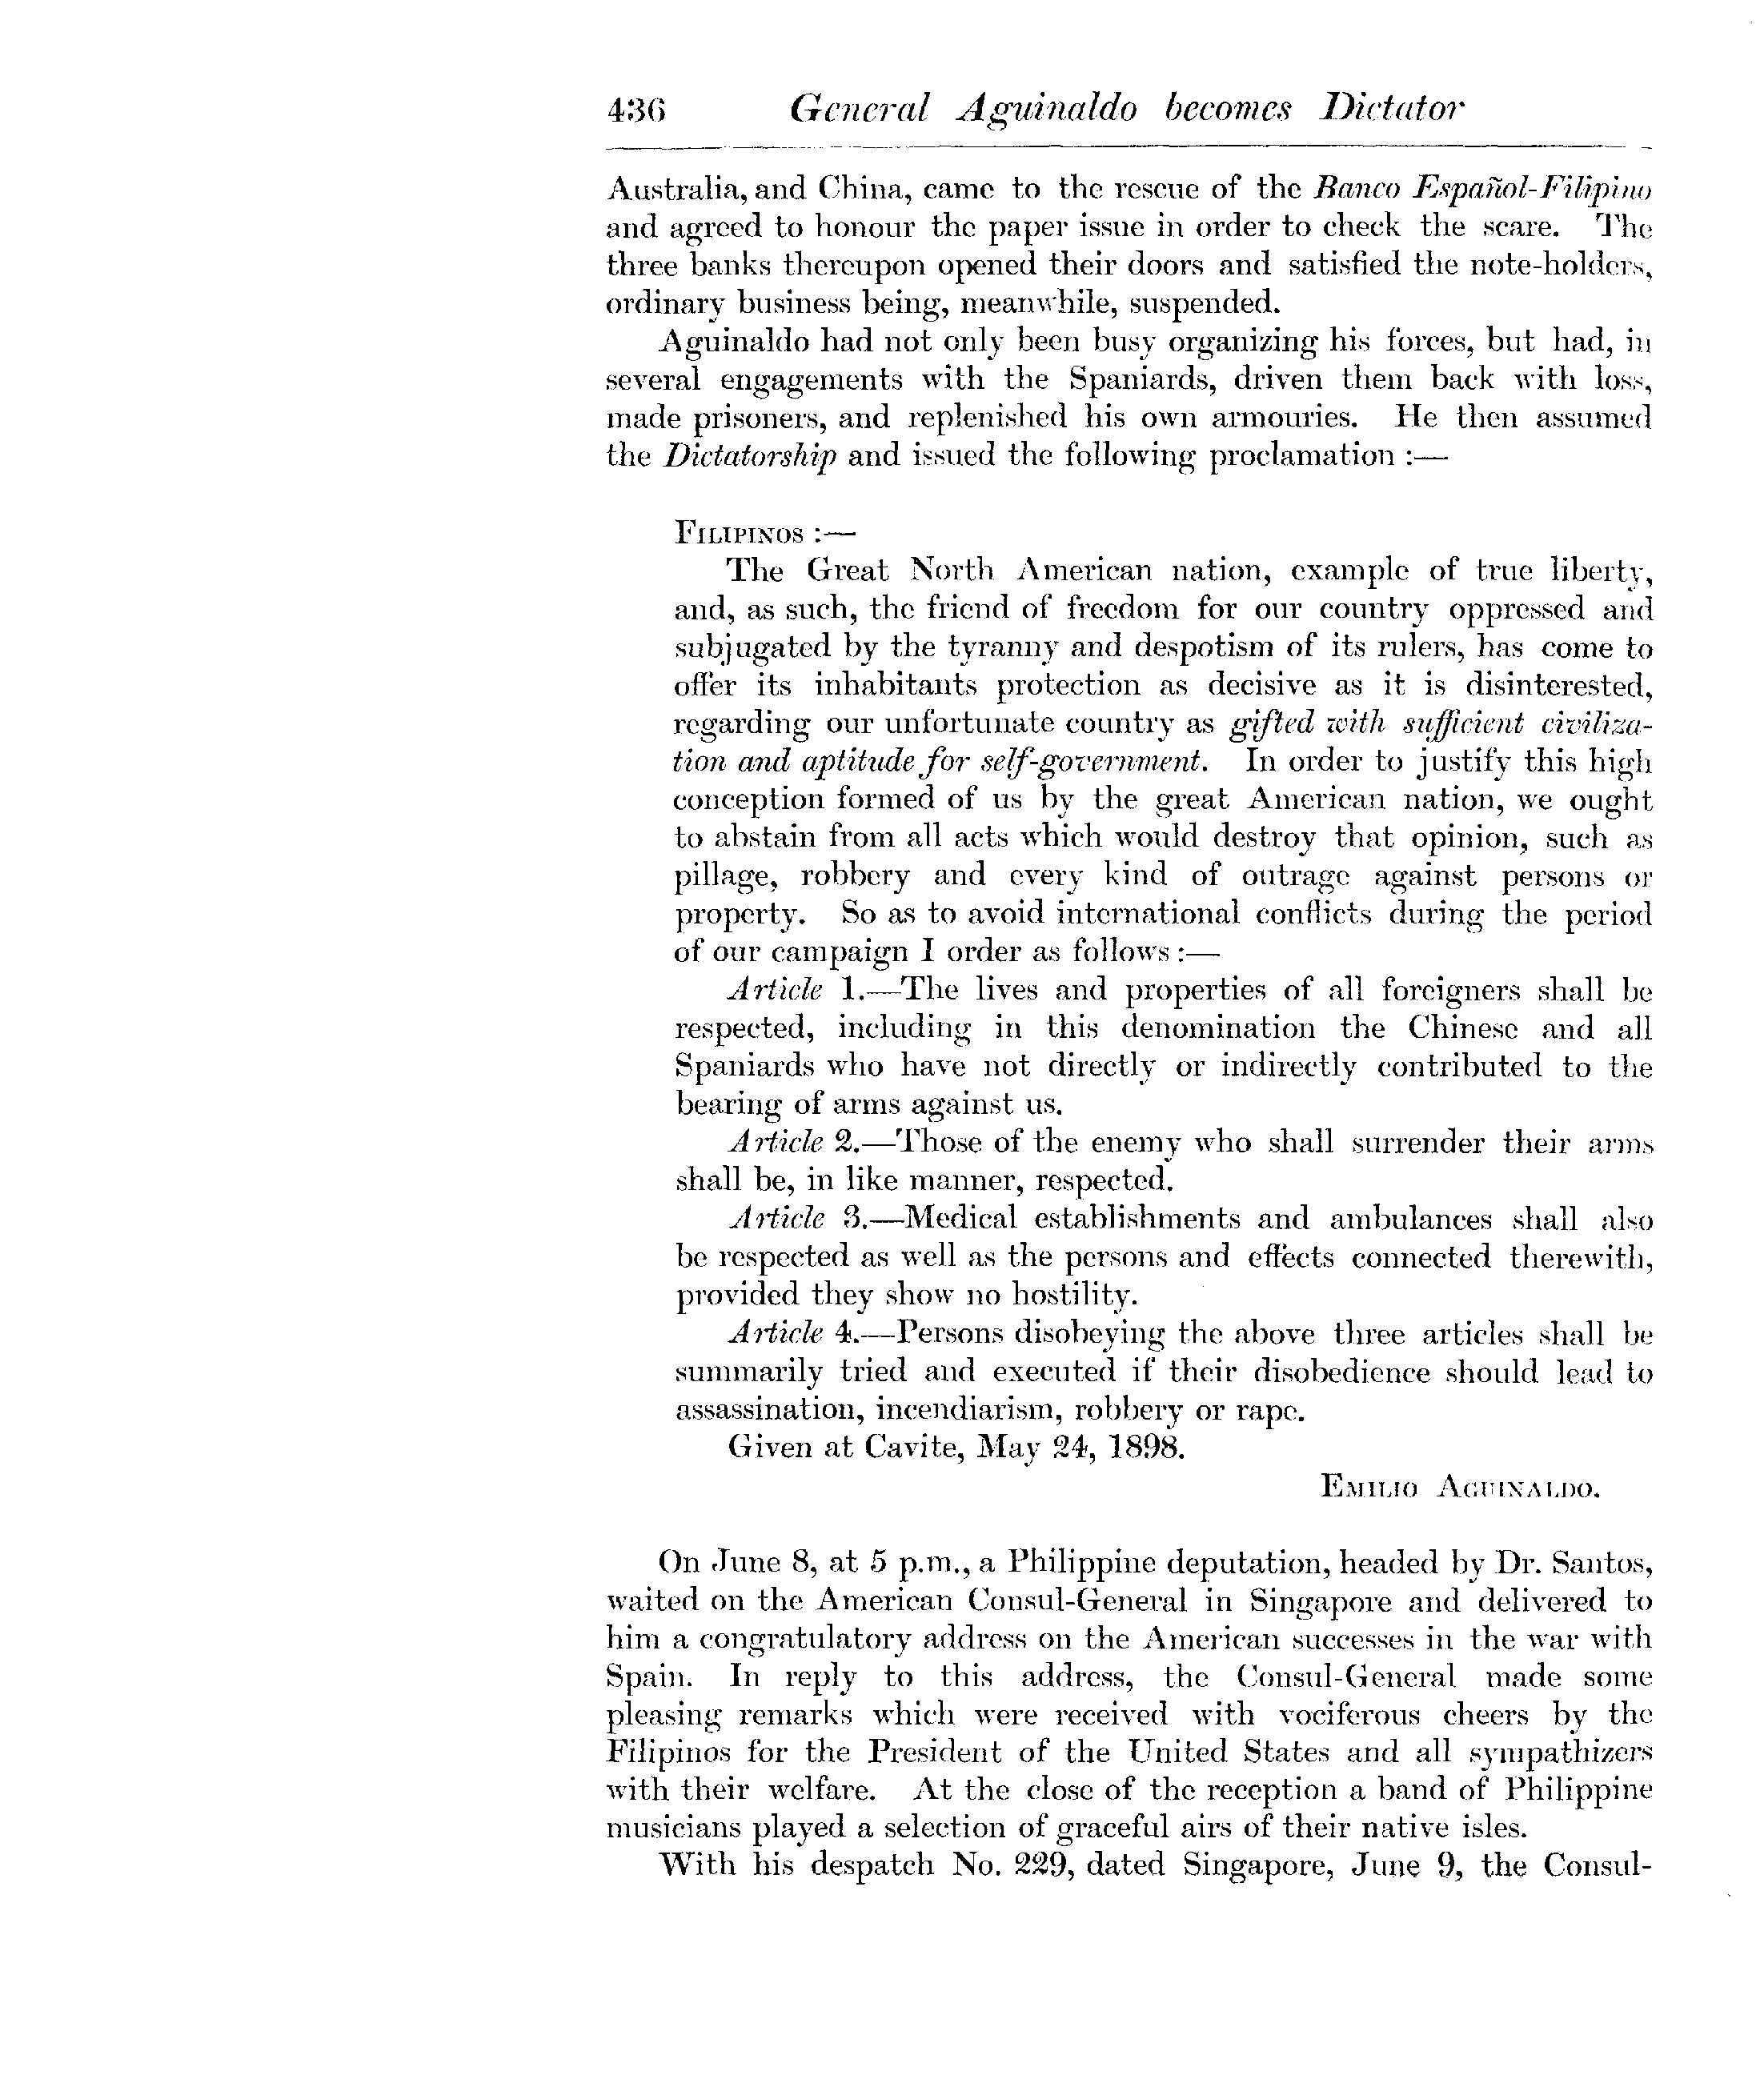 436 General Aguinaldo becomes Dictator
Australia, and China, came to the rescue of the Banco Español-Filipino
and agreed to honour the paper issue in order to check the scare. The
three banks thereupon opened their doors and satisfied the note-holders,
ordinary business being, meanwhile, suspended.
Aguinaldo had not only been busy organizing his forces, but had, in
several engagements with the Spaniards, driven them back with loss,
made prisoners, and replenished his own armouries. He then assumed
the Dictatorship and issued the following proclamation :—
FILIPINOS :—
The Great North American nation, example of true liberty,
and, as such, the friend of freedom for our country oppressed and
subjugated by the tyranny and despotism of its rulers, has come to
offer its inhabitants protection as decisive as it is disinterested,
regarding our unfortunate country as gifted with sufficient civiliza-
tion and aptitude for self-government. In order to justify this high
conception formed of us by the great American nation, we ought
to abstain from all acts which would destroy that opinion, such as
pillage, robbery and every kind of outrage against persons or
property. So as to avoid international conflicts during the period
of our campaign I order as follows :—
Article 1.—The lives and properties of all foreigners shall be
respected, including in this denomination the Chinese and all
Spaniards who have not directly or indirectly contributed to the
bearing of arms against us.
Article 2.—Those of the enemy who shall surrender their arms
shall be, in like manner, respected.
Article 3.—Medical establishments and ambulances shall also
be respected as well as the persons and effects connected therewith,
provided they show no hostility.
Article 4.—Persons disobeying the above three articles shall be
summarily tried and executed if their disobedience should lead to
assassination, incendiarism, robbery or rape.
Given at Cavite, May 24, 1898.
EMILIO AGUINALDO.
On June 8, at 5 p.m., a Philippine deputation, headed by Dr. Santos,
waited on the American Consul-General in Singapore and delivered to
him a congratulatory address on the American successes in the war with
Spain. In reply to this address, the Consul-General made some
pleasing remarks which were received with vociferous cheers by the
Filipinos for the President of the United States and all sympathizers
with their welfare. At the close of the reception a band of Philippine
musicians played a selection of graceful airs of their native isles.
With his despatch No. 229, dated Singapore, June 9, the Consul-